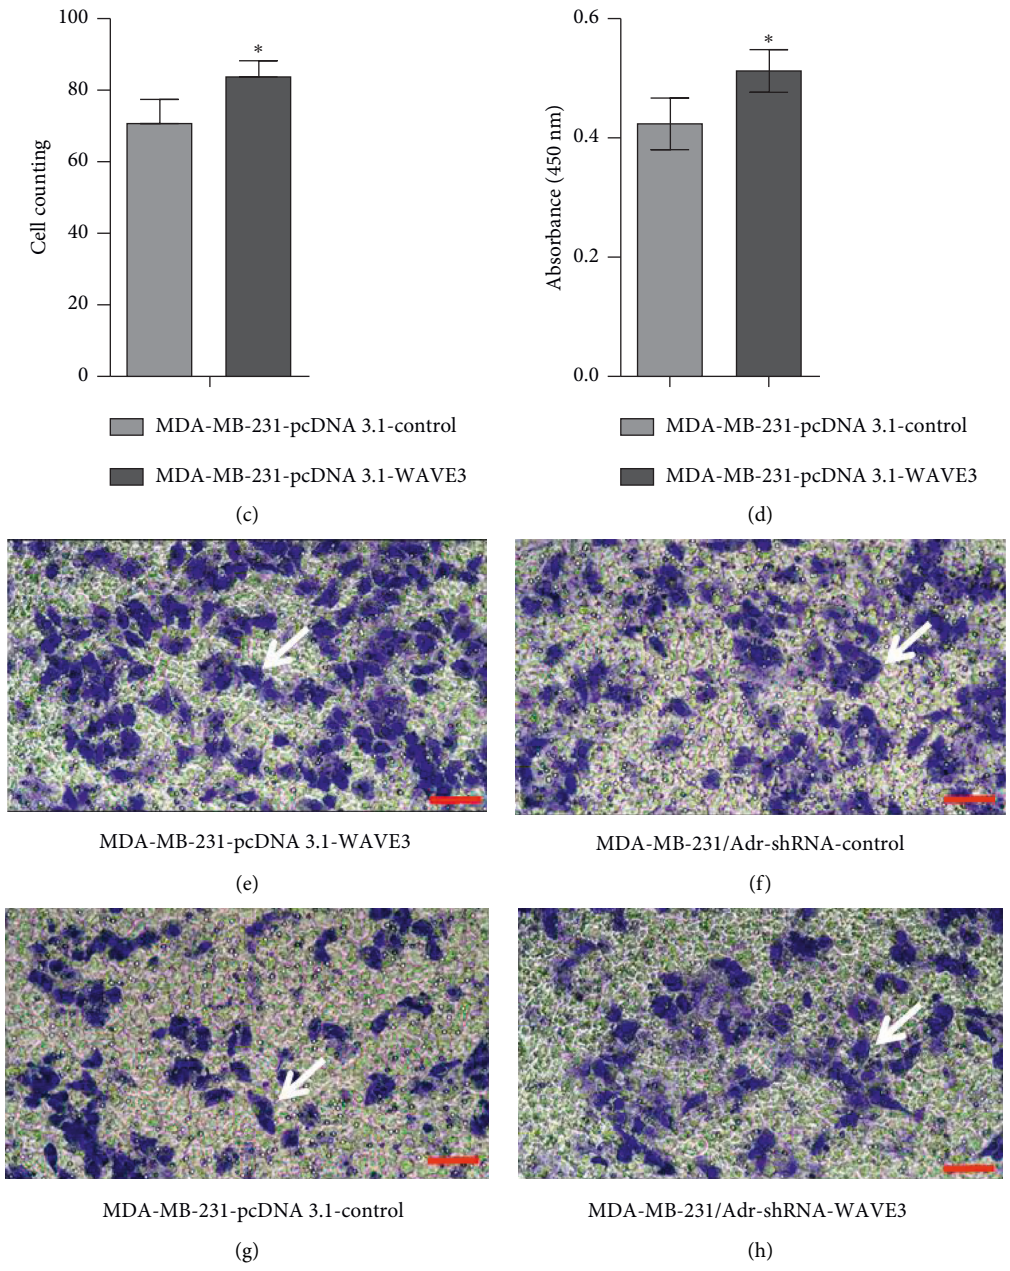 100
80
60
40
20
0
Cell counting
*
MDA-MB-231-pcDNA 3.1-control
MDA-MB-231-pcDNA 3.1-WAVE3
(c)
0.6
0.4
0.2
0.0
Absorbance (450 nm)
*
MDA-MB-231-pcDNA 3.1-control
MDA-MB-231-pcDNA 3.1-WAVE3
(d)
MDA-MB-231-pcDNA 3.1-WAVE3
(e)
MDA-MB-231/Adr-shRNA-control
(f)
MDA-MB-231-pcDNA 3.1-control
(g)
MDA-MB-231/Adr-shRNA-WAVE3
(h)